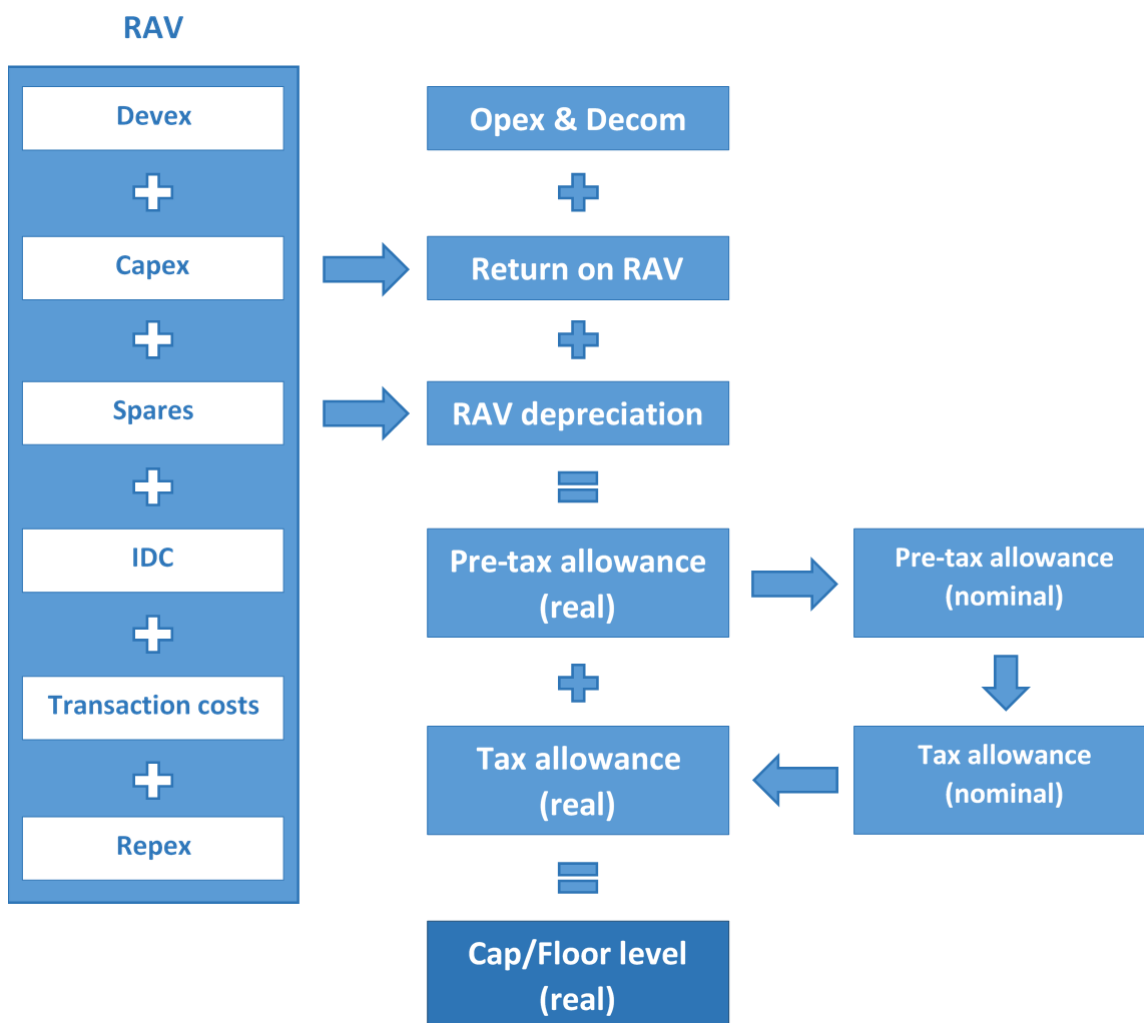 RAV
Devex
Capex
Spares
IDC
Transaction costs
Repex
Opex & Decom
Return on RAV
RAV depreciation
Pre-tax allowance
(real)
Tax allowance
(real)
Cap/Floor level
(real)
Pre-tax allowance
(nominal)
Tax allowance
(nominal)